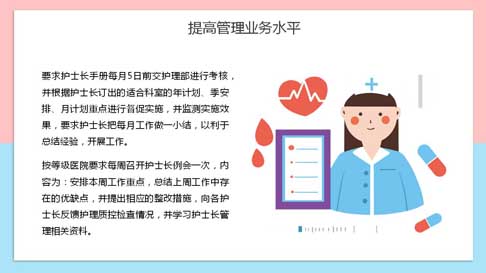 提高管理业务水平
要求护士长手册每月5日前交护理部进行考核，
并根据护士长订出的适合科室的年计划、季安
排、月计划重点进行督促实施，并监测实施效
果，要求护士长把每月工作做一小结，以利于
总结经验，开展工作。
按等级医院要求每周召开护士长例会一次，内
容为：安排本周工作重点，总结上周工作中存
在的优缺点，并提出相应的整改措施，向各护
士长反馈护理质控检查情况，并学习护士长管
理相关资料。